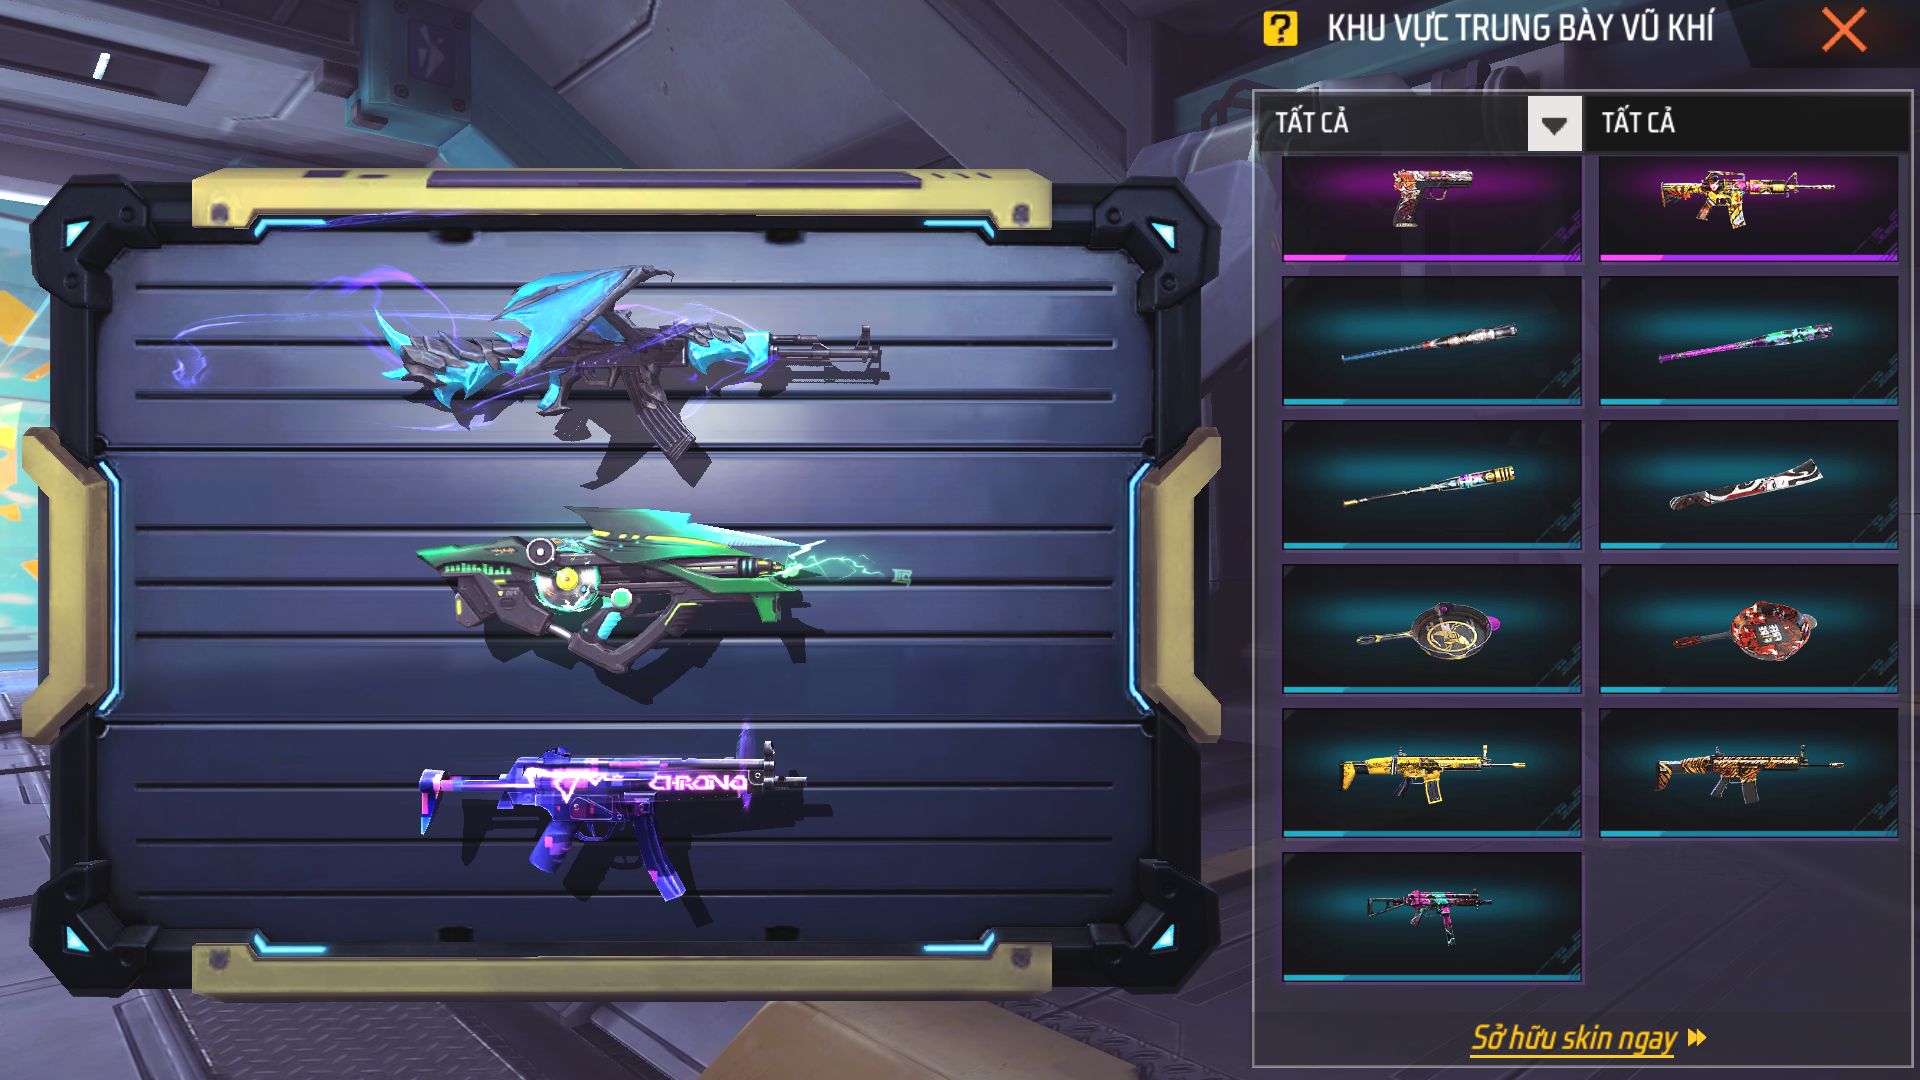 KHU VỰC TRUNG BÀY VŨ KHÍ
TẤT CẢ
TẤT CẢ
CHRONO
Sở hữu skin ngay